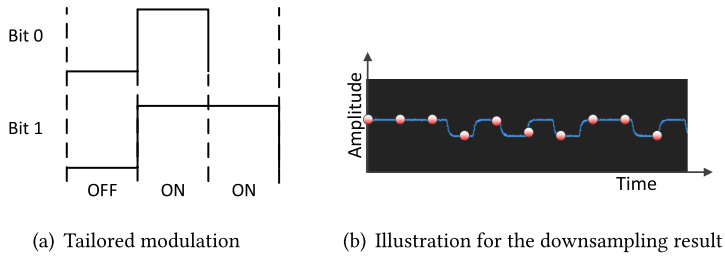 Bit 0
Bit 1
OFF ON ON
(a) Tailored modulation
Amplitude
Time
(b) Illustration for the downsampling result